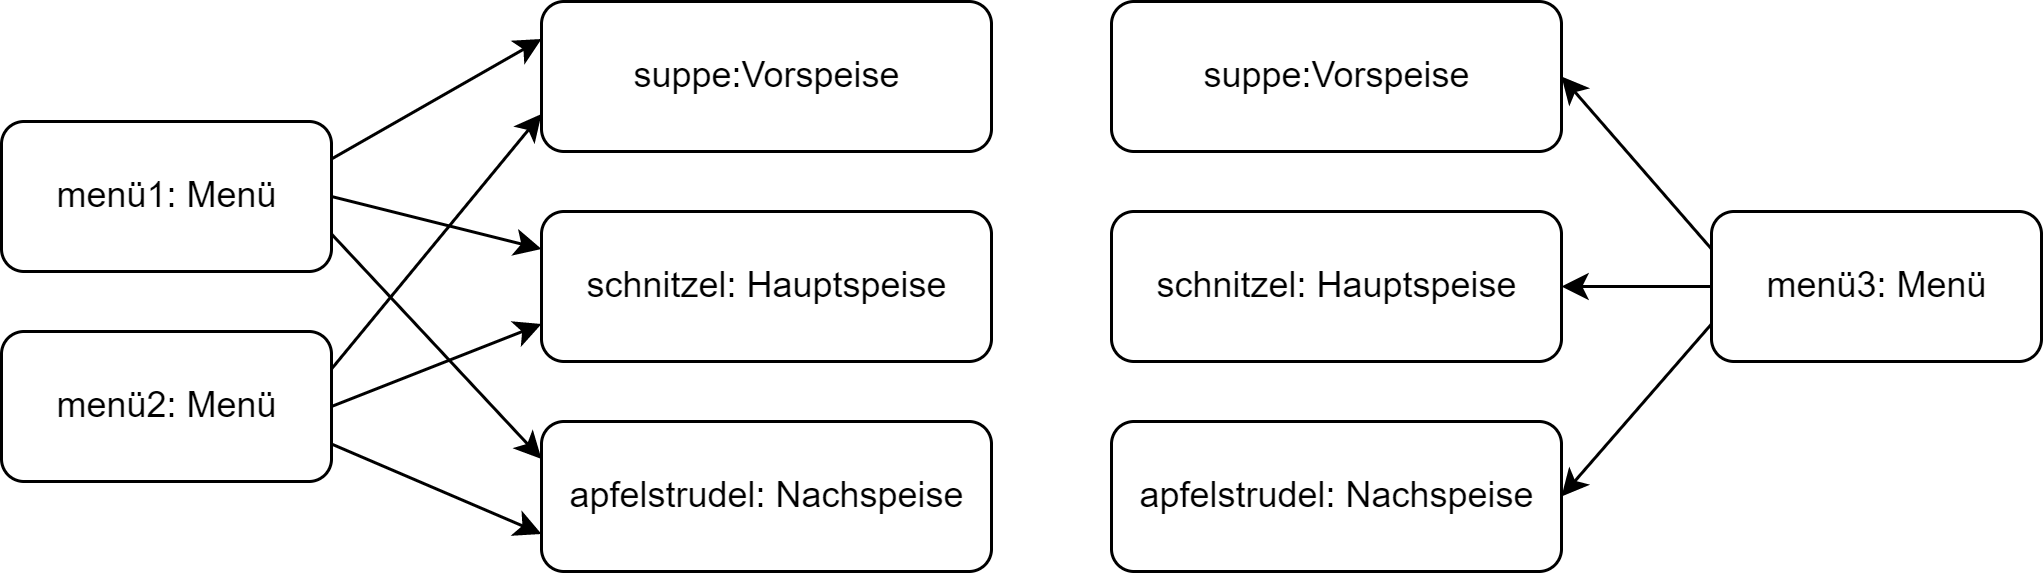 suppe:Vorspeise
suppe:Vorspeise
menü1: Menü
schnitzel: Hauptspeise
schnitzel: Hauptspeise
menü3: Menü
menü2: Menü
apfelstrudel: Nachspeise
apfelstrudel: Nachspeise